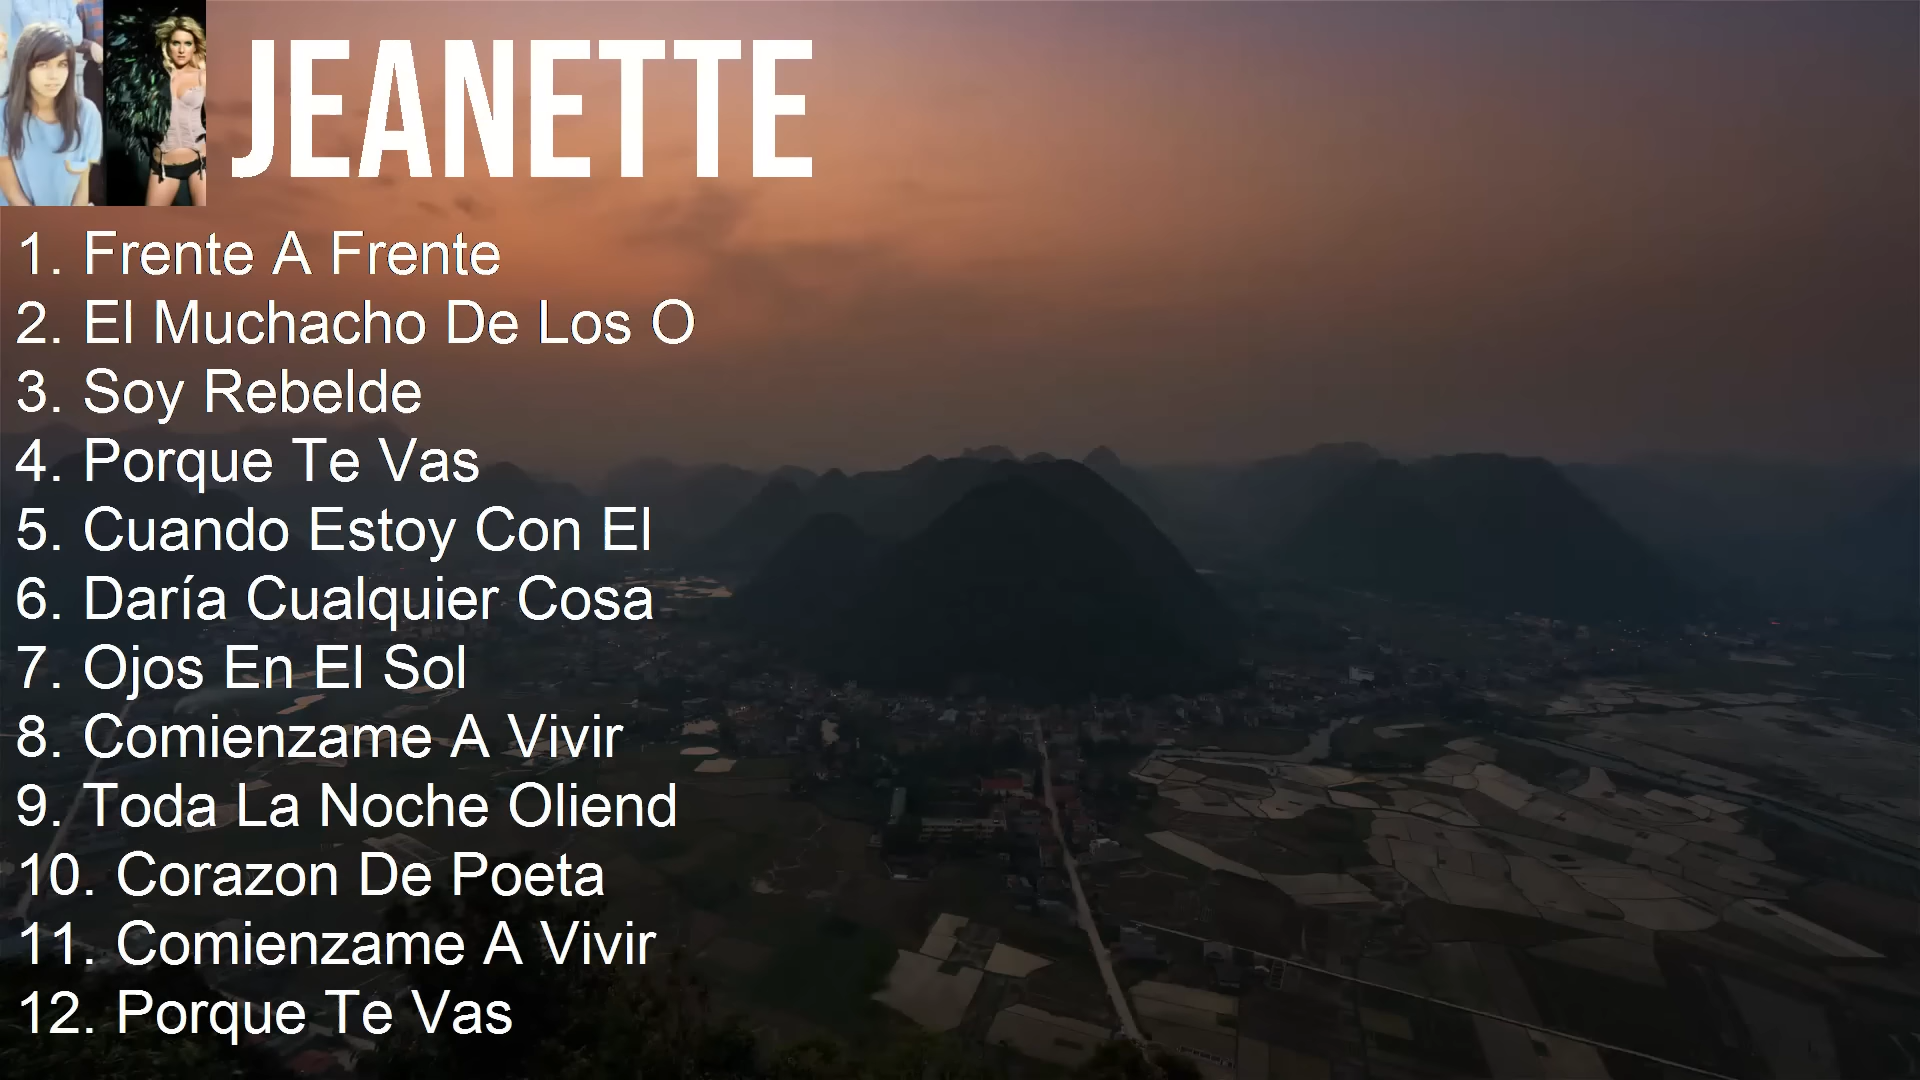 JEANETTE
1. Frente A Frente
2. El Muchacho De Los O
3. Soy Rebelde
4. Porque Te Vas
5. Cuando Estoy Con El
6. Daría Cualquier Cosa
7. Ojos En El Sol
8. Comienzame A Vivir
9. Toda La Noche Oliend
10. Corazon De Poeta
11. Comienzame A Vivir
12. Porque Te Vas